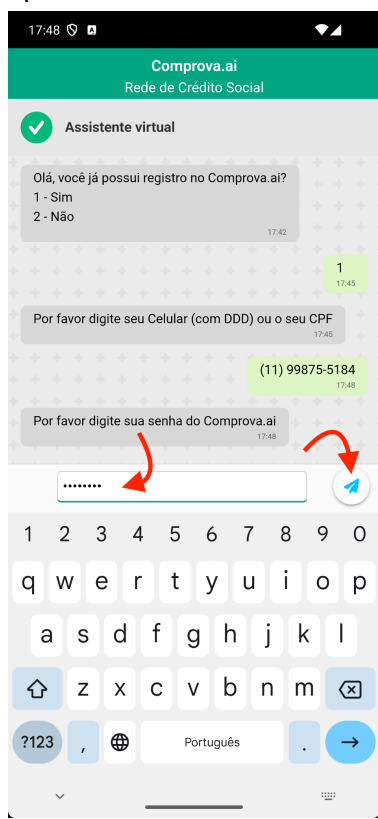 17:48
Comprova.ai
Rede de Crédito Social
Assistente virtual
Olá, você já possui registro no Comprova.ai?
1 - Sim
2 - Não
17:42
1
17:45
Por favor digite seu Celular (com DDD) ou o seu CPF
17:45
(11) 99875-5184
17:48
Por favor digite sua senha do Comprova.ai
17:48
••••••••
1 2 3 4 5 6 7 8 9 0
q w e r t y u i o p
a s d f g h j k l
z x c v b n m
?123 , Português .